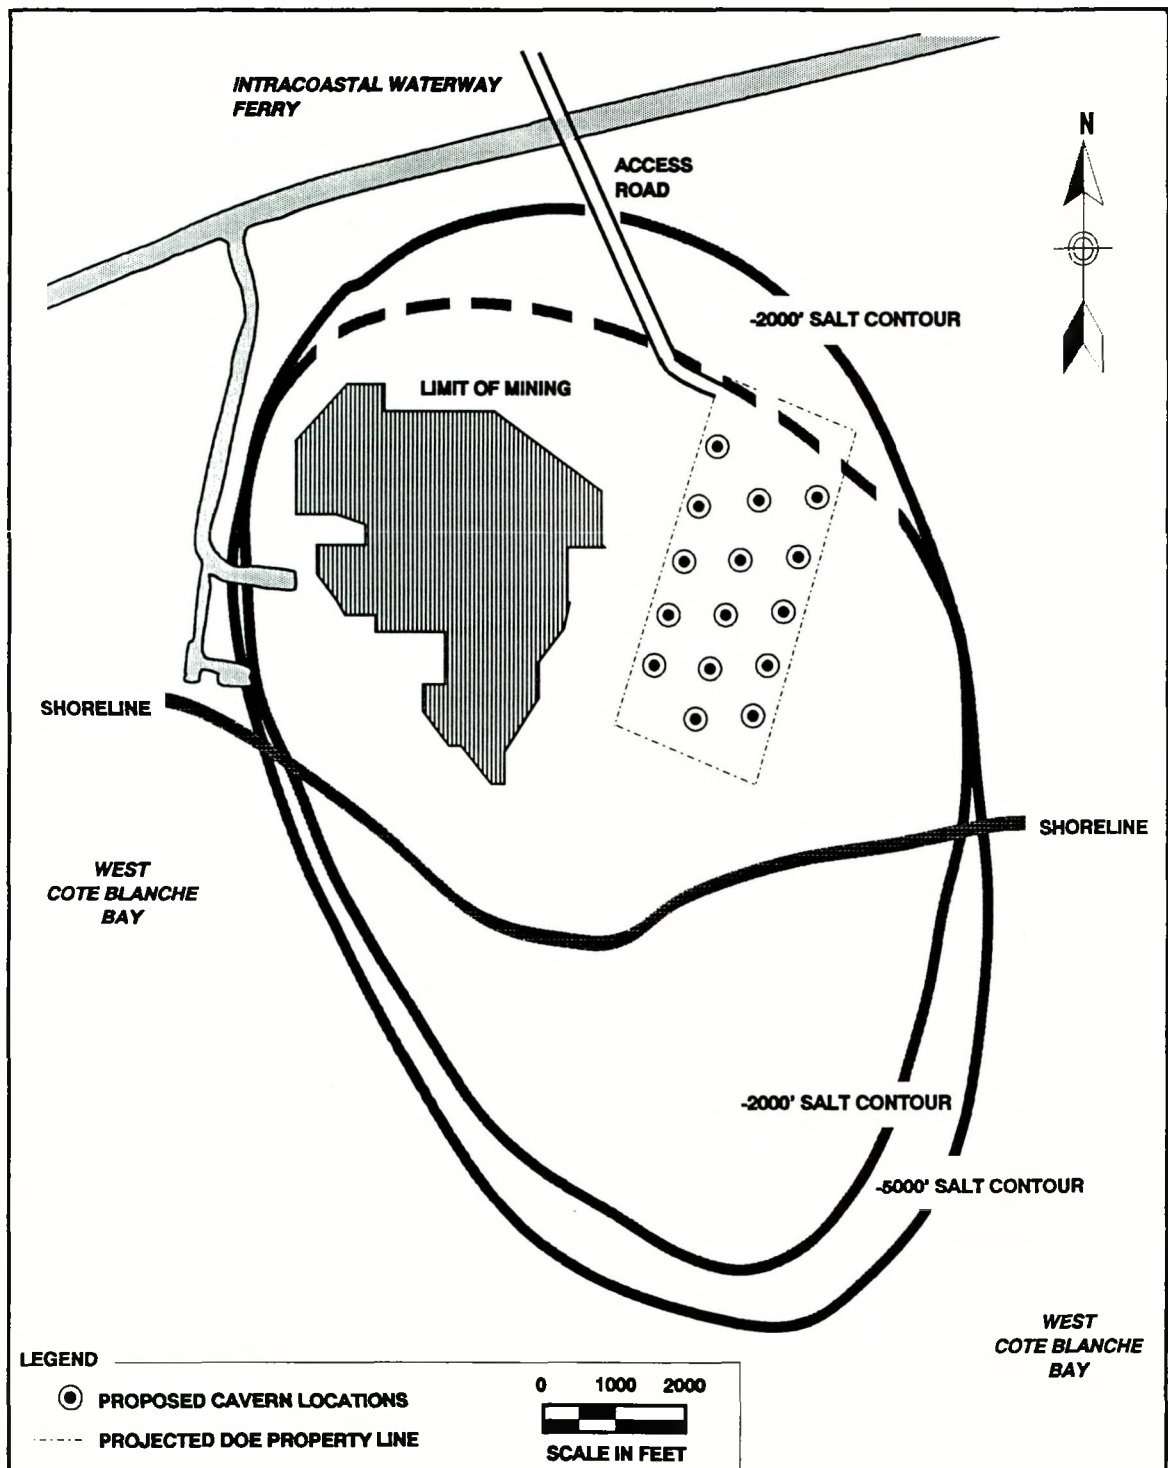 INTRACOASTAL WATERWAY
FERRY
N
ACCESS
ROAD
-2000' SALT CONTOUR
LIMIT OF MINING
SHORELINE
SHORELINE
WEST
COTE BLANCHE
BAY
-2000' SALT CONTOUR
-5000' SALT CONTOUR
WEST
COTE BLANCHE
BAY
LEGEND
PROPOSED CAVERN LOCATIONS
PROJECTED DOE PROPERTY LINE
0 1000 2000
SCALE IN FEET